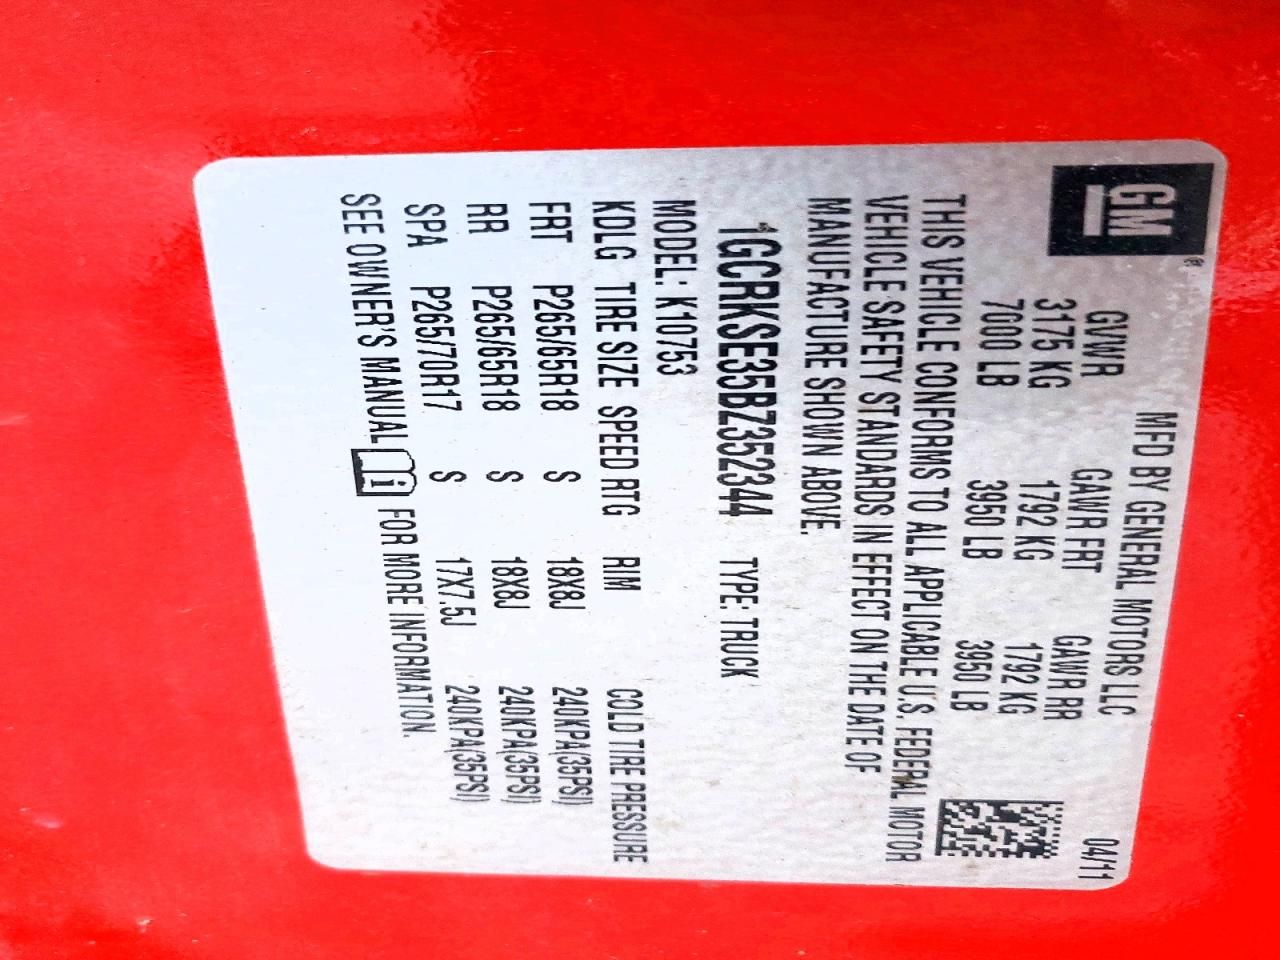 GM®
MFD BY GENERAL MOTORS LLC 04/11
GVWR GAWR FRT GAWR RR
3175 KG 1792 KG 1792 KG
7000 LB 3950 LB 3950 LB
THIS VEHICLE CONFORMS TO ALL APPLICABLE U.S. FEDERAL MOTOR
VEHICLE SAFETY STANDARDS IN EFFECT ON THE DATE OF
MANUFACTURE SHOWN ABOVE.
1GCRKSE35BZ352344 TYPE: TRUCK
MODEL: K10753
KDLG TIRE SIZE SPEED RTG RIM COLD TIRE PRESSURE
FRT P265/65R18 S 18X8J 240KPA(35PSI)
RR P265/65R18 S 18X8J 240KPA(35PSI)
SPA P265/70R17 S 17X7.5J 240KPA(35PSI)
SEE OWNER'S MANUAL i FOR MORE INFORMATION.